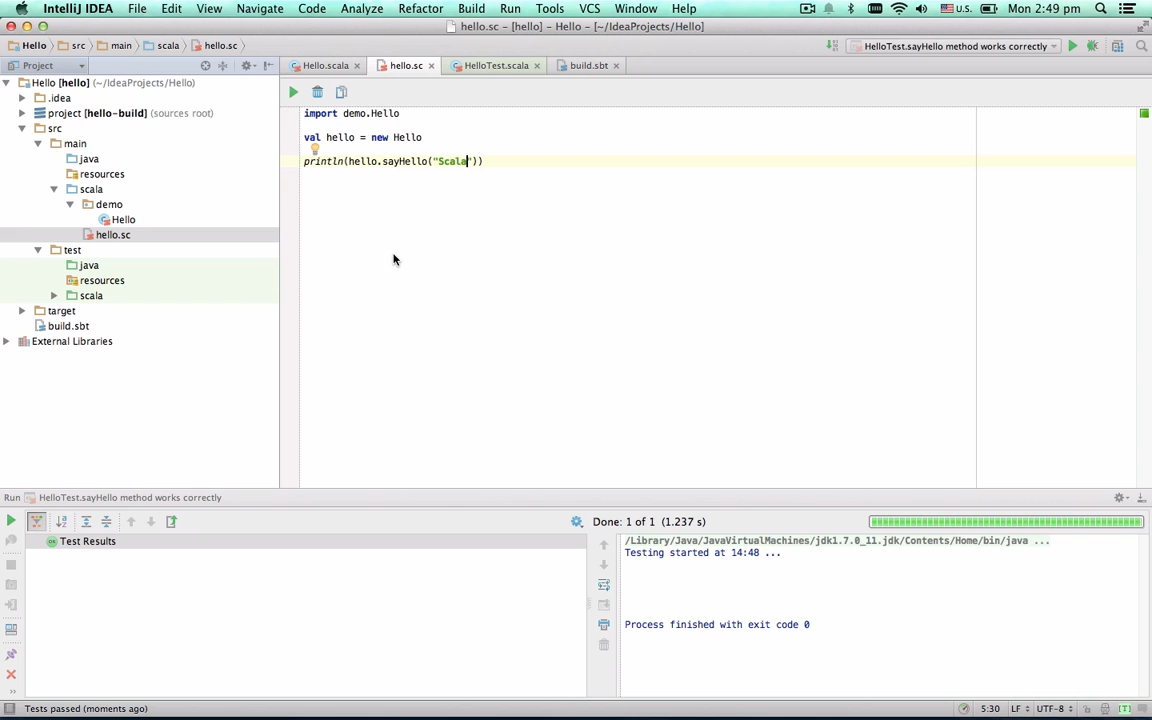 IntelliJ IDEA File Edit View Navigate Code Analyze Refactor Build Run Tools VCS Window Help U.S. Mon 2:49 pm
hello.sc – [hello] – Hello – [~/IdeaProjects/Hello]
Hello src main scala hello.sc HelloTest.sayHello method works correctly
Project Hello.scala hello.sc HelloTest.scala build.sbt
Hello [hello] (~/IdeaProjects/Hello)
.idea
project [hello-build] (sources root)
src
main
java
resources
scala
demo
Hello
hello.sc
test
java
resources
scala
target
build.sbt
External Libraries
import demo.Hello
val hello = new Hello
println(hello.sayHello("Scala"))
Run HelloTest.sayHello method works correctly
Done: 1 of 1 (1.237 s)
OK Test Results
/Library/Java/JavaVirtualMachines/jdk1.7.0_11.jdk/Contents/Home/bin/java ...
Testing started at 14:48 ...
Process finished with exit code 0
Tests passed (moments ago) 5:30 LF UTF-8 [T]